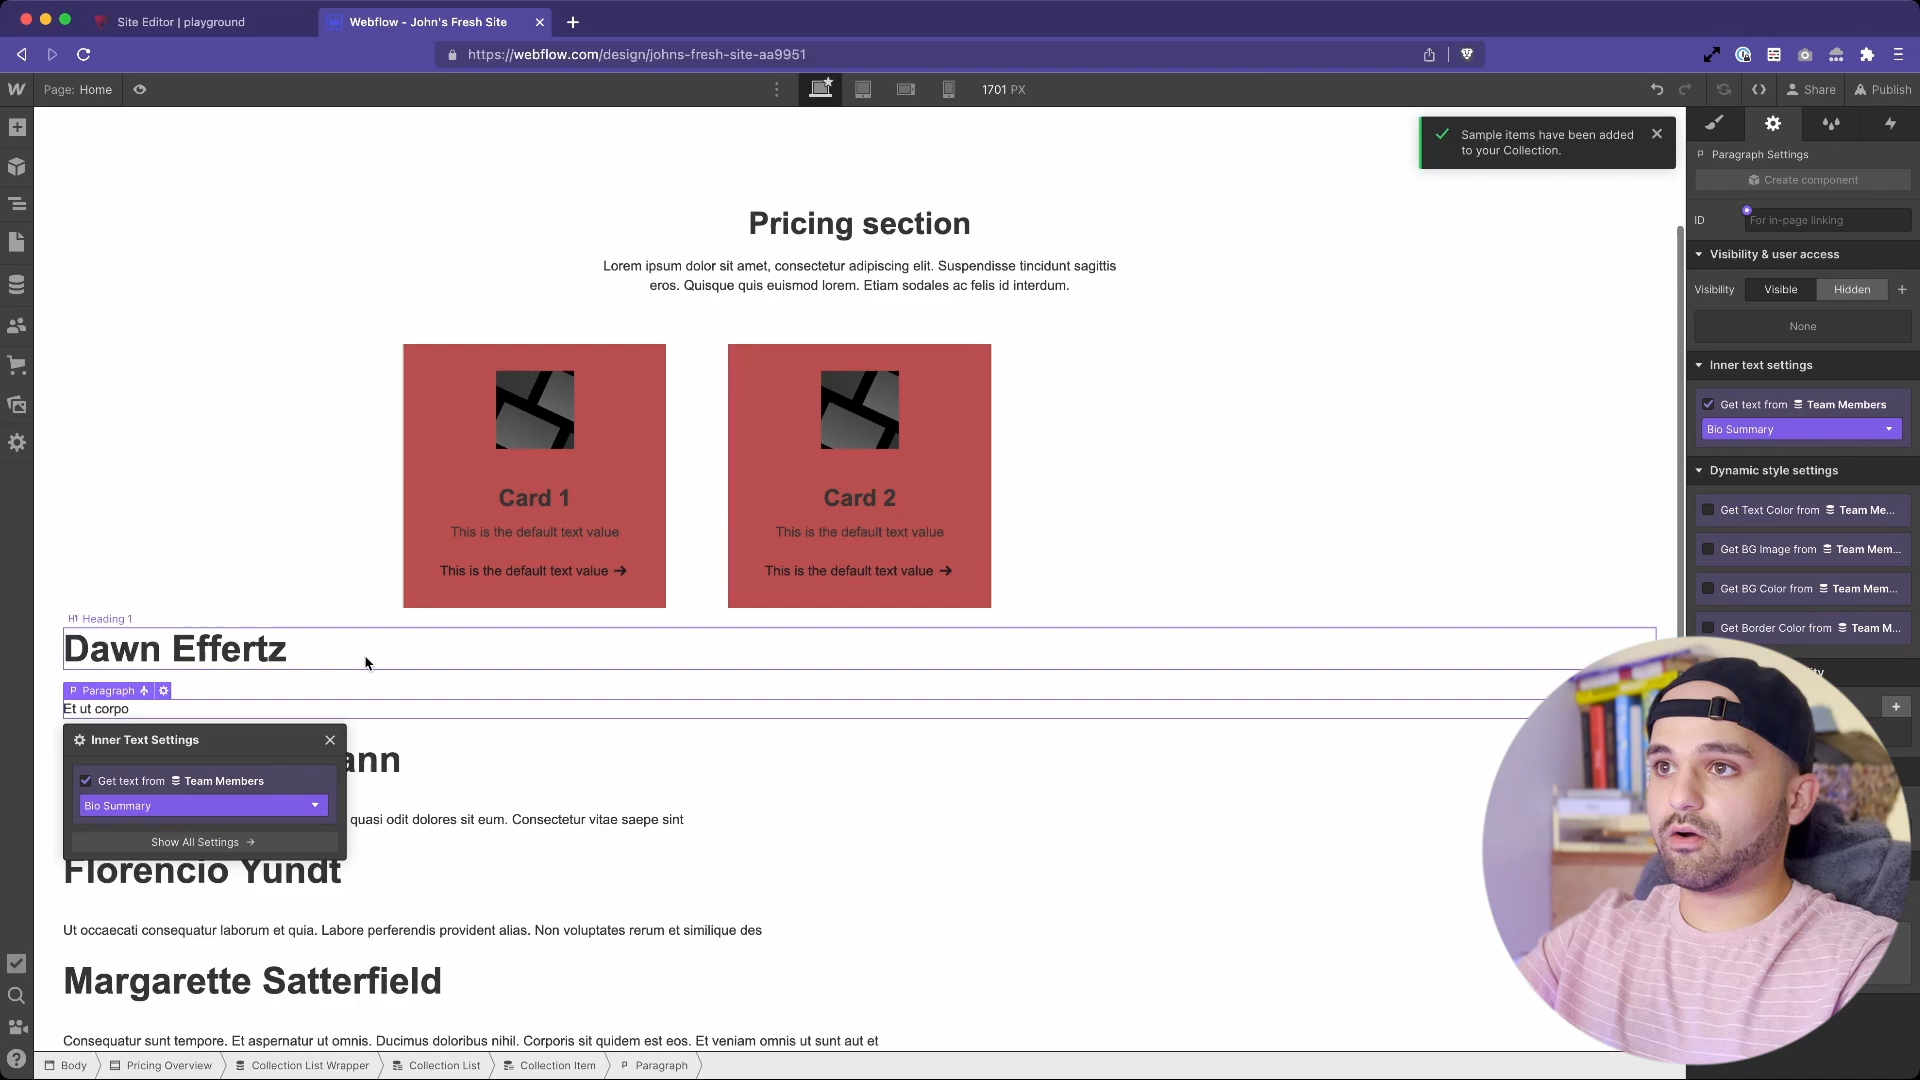 Site Editor | playground
Webflow - John's Fresh Site
https://webflow.com/design/johns-fresh-site-aa9951
Page: Home
1701 PX
Share
Publish
Sample items have been added
to your Collection.
Paragraph Settings
Create component
ID
For in-page linking
Visibility & user access
Visibility
Visible
Hidden
None
Inner text settings
Get text from Team Members
Bio Summary
Dynamic style settings
Get Text Color from Team Me...
Get BG Image from Team Mem...
Get BG Color from Team Mem...
Get Border Color from Team M...
Pricing section
Lorem ipsum dolor sit amet, consectetur adipiscing elit. Suspendisse tincidunt sagittis
eros. Quisque quis euismod lorem. Etiam sodales ac felis id interdum.
Card 1
This is the default text value
This is the default text value →
Card 2
This is the default text value
This is the default text value →
H1 Heading 1
Dawn Effertz
P Paragraph
Et ut corpo
Inner Text Settings
Get text from Team Members
Bio Summary
Show All Settings →
ann
quasi odit dolores sit eum. Consectetur vitae saepe sint
Florencio Yundt
Ut occaecati consequatur laborum et quia. Labore perferendis provident alias. Non voluptates rerum et similique des
Margarette Satterfield
Consequatur sunt tempore. Et aspernatur ut omnis. Ducimus doloribus nihil. Corporis sit quidem est eos. Et veniam omnis ut sunt aut et
Body
Pricing Overview
Collection List Wrapper
Collection List
Collection Item
P Paragraph